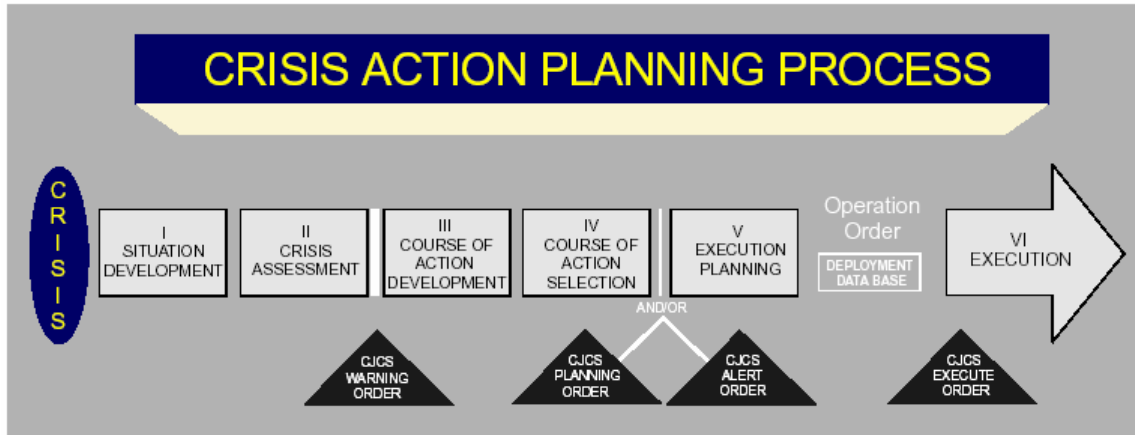 CRISIS ACTION PLANNING PROCESS
CRISIS
I
SITUATION
DEVELOPMENT
II
CRISIS
ASSESSMENT
III
COURSE OF
ACTION
DEVELOPMENT
IV
COURSE OF
ACTION
SELECTION
V
EXECUTION
PLANNING
Operation
Order
DEPLOYMENT
DATA BASE
VI
EXECUTION
AND/OR
CJCS
WARNING
ORDER
CJCS
PLANNING
ORDER
CJCS
ALERT
ORDER
CJCS
EXECUTE
ORDER